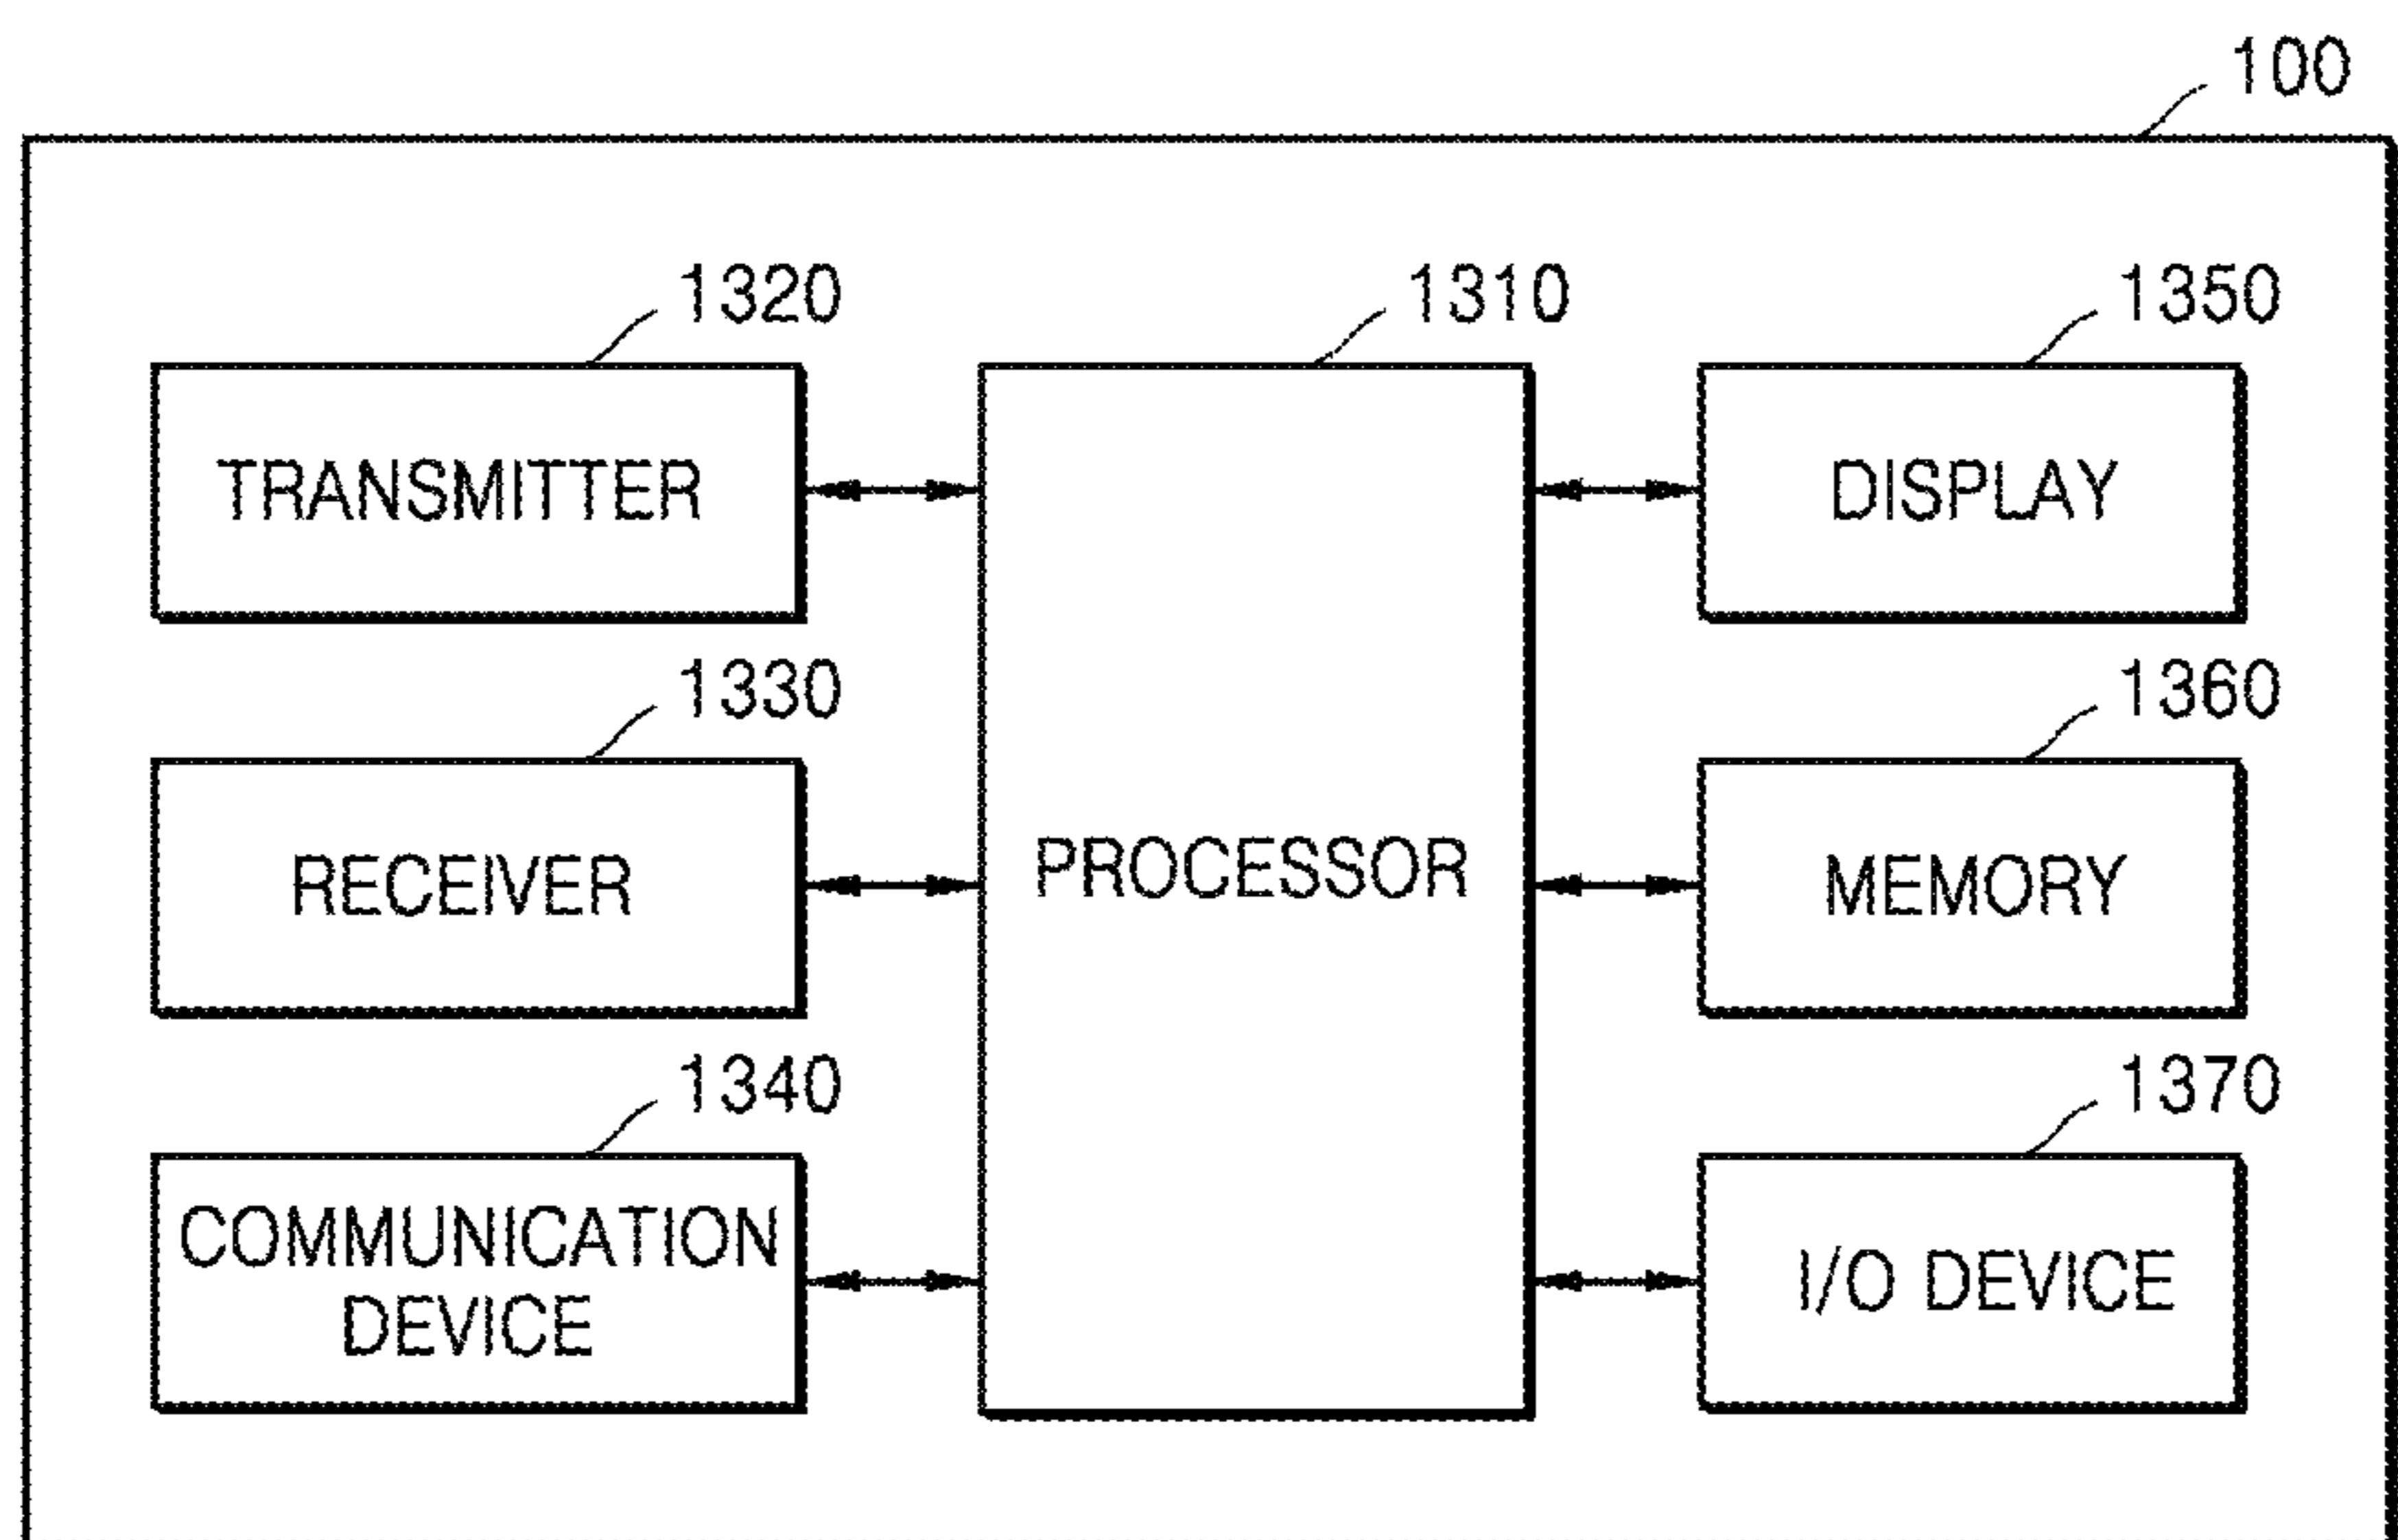 100
1320
1310
1350
TRANSMITTER
DISPLAY
1330
1360
RECEIVER
PROCESSOR
MEMORY
1340
1370
COMMUNICATION
DEVICE
I/O DEVICE